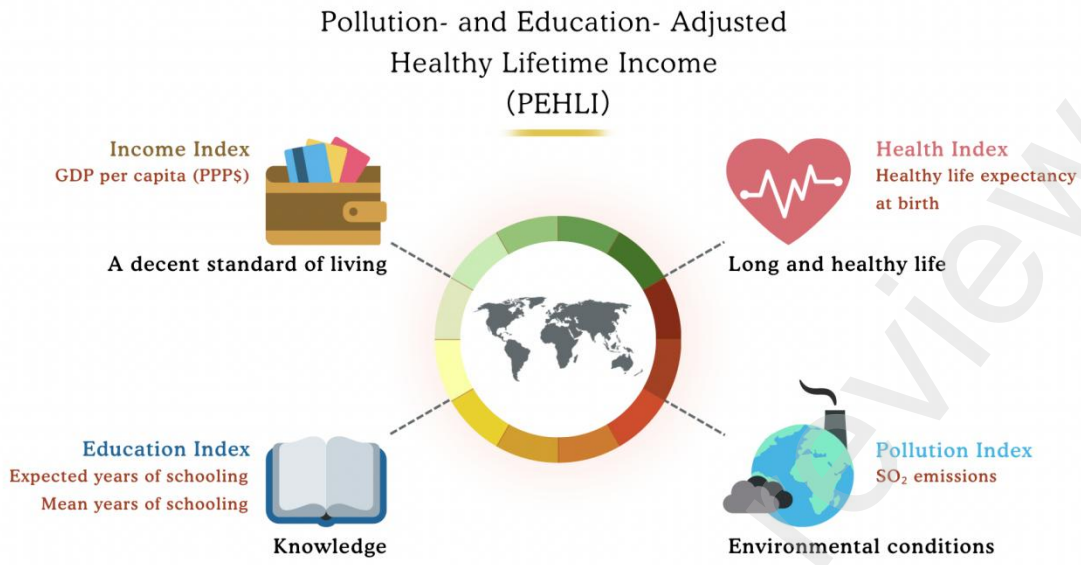 Pollution- and Education- Adjusted
Healthy Lifetime Income
(PEHLI)
Income Index
GDP per capita (PPP$)
A decent standard of living
Health Index
Healthy life expectancy
at birth
Long and healthy life
Education Index
Expected years of schooling
Mean years of schooling
Knowledge
Pollution Index
SO₂ emissions
Environmental conditions
review